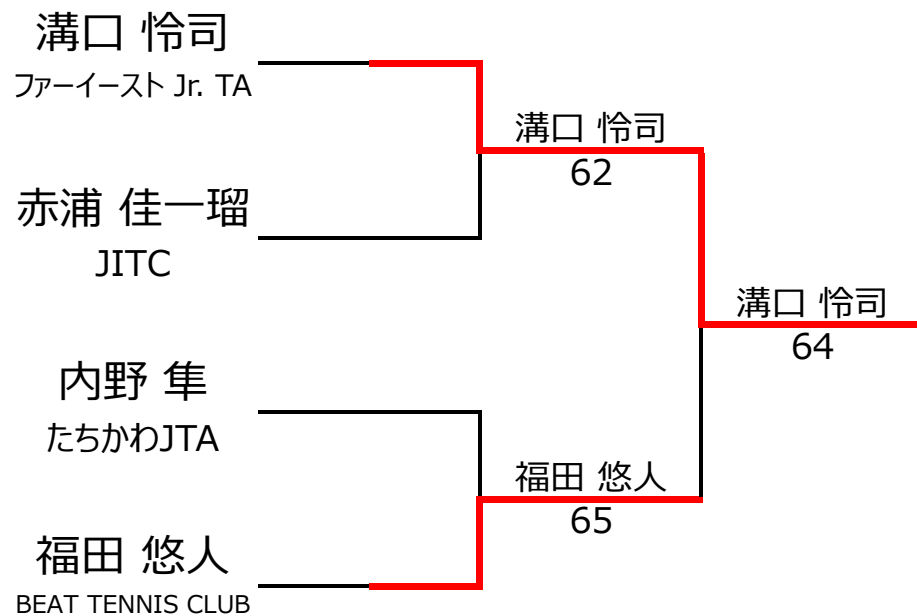 溝口 怜司
ファーイースト Jr. TA
溝口 怜司
62
赤浦 佳一瑠
JITC
溝口 怜司
64
内野 隼
たちかわJTA
福田 悠人
65
福田 悠人
BEAT TENNIS CLUB